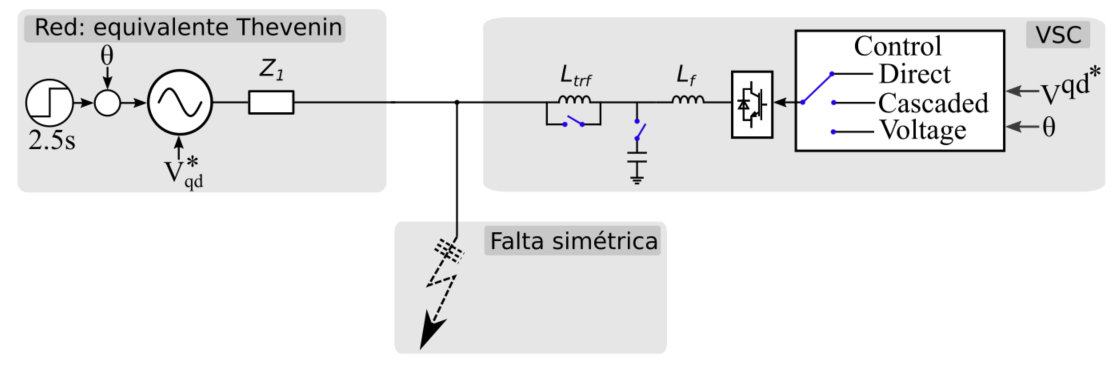 Red: equivalente Thevenin
θ
Z1
2.5s
V*qd
Ltrf
Lf
VSC
Control
Direct
Cascaded
Voltage
Vqd*
θ
Falta simétrica